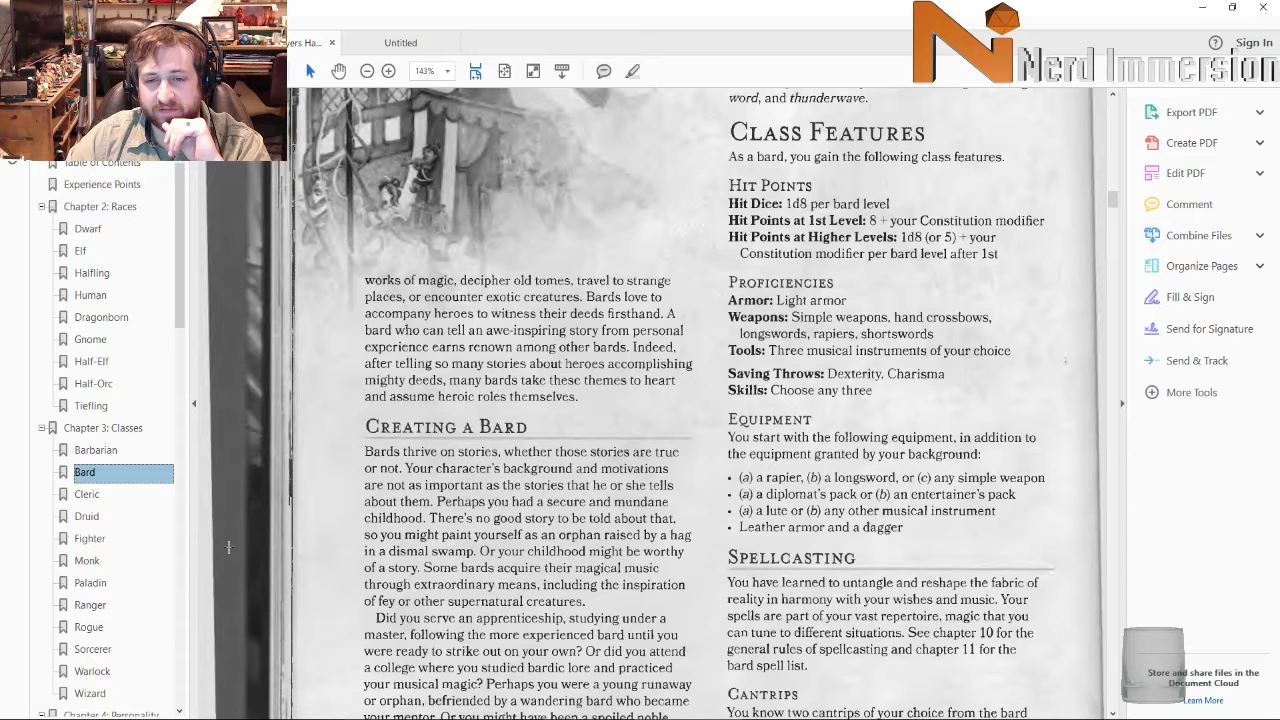 yers Ha...
Untitled
Sign In
Nerd Immersion
Table of Contents
Experience Points
Chapter 2: Races
Dwarf
Elf
Halfling
Human
Dragonborn
Gnome
Half-Elf
Half-Orc
Tiefling
Chapter 3: Classes
Barbarian
Bard
Cleric
Druid
Fighter
Monk
Paladin
Ranger
Rogue
Sorcerer
Warlock
Wizard
Chapter 4: Personality
works of magic, decipher old tomes, travel to strange
places, or encounter exotic creatures. Bards love to
accompany heroes to witness their deeds firsthand. A
bard who can tell an awe-inspiring story from personal
experience earns renown among other bards. Indeed,
after telling so many stories about heroes accomplishing
mighty deeds, many bards take these themes to heart
and assume heroic roles themselves.
Creating a Bard
Bards thrive on stories, whether those stories are true
or not. Your character's background and motivations
are not as important as the stories that he or she tells
about them. Perhaps you had a secure and mundane
childhood. There's no good story to be told about that,
so you might paint yourself as an orphan raised by a hag
in a dismal swamp. Or your childhood might be worthy
of a story. Some bards acquire their magical music
through extraordinary means, including the inspiration
of fey or other supernatural creatures.
Did you serve an apprenticeship, studying under a
master, following the more experienced bard until you
were ready to strike out on your own? Or did you attend
a college where you studied bardic lore and practiced
your musical magic? Perhaps you were a young runaway
or orphan, befriended by a wandering bard who became
your mentor. Or you might have been a spoiled noble
word, and thunderwave.
Class Features
As a bard, you gain the following class features.
Hit Points
Hit Dice: 1d8 per bard level
Hit Points at 1st Level: 8 + your Constitution modifier
Hit Points at Higher Levels: 1d8 (or 5) + your
Constitution modifier per bard level after 1st
Proficiencies
Armor: Light armor
Weapons: Simple weapons, hand crossbows,
longswords, rapiers, shortswords
Tools: Three musical instruments of your choice
Saving Throws: Dexterity, Charisma
Skills: Choose any three
Equipment
You start with the following equipment, in addition to
the equipment granted by your background:
• (a) a rapier, (b) a longsword, or (c) any simple weapon
• (a) a diplomat's pack or (b) an entertainer's pack
• (a) a lute or (b) any other musical instrument
• Leather armor and a dagger
Spellcasting
You have learned to untangle and reshape the fabric of
reality in harmony with your wishes and music. Your
spells are part of your vast repertoire, magic that you
can tune to different situations. See chapter 10 for the
general rules of spellcasting and chapter 11 for the
bard spell list.
Cantrips
You know two cantrips of your choice from the bard
Export PDF
Create PDF
Edit PDF
Comment
Combine Files
Organize Pages
Fill & Sign
Send for Signature
Send & Track
More Tools
Store and share files in the
Document Cloud
Learn More